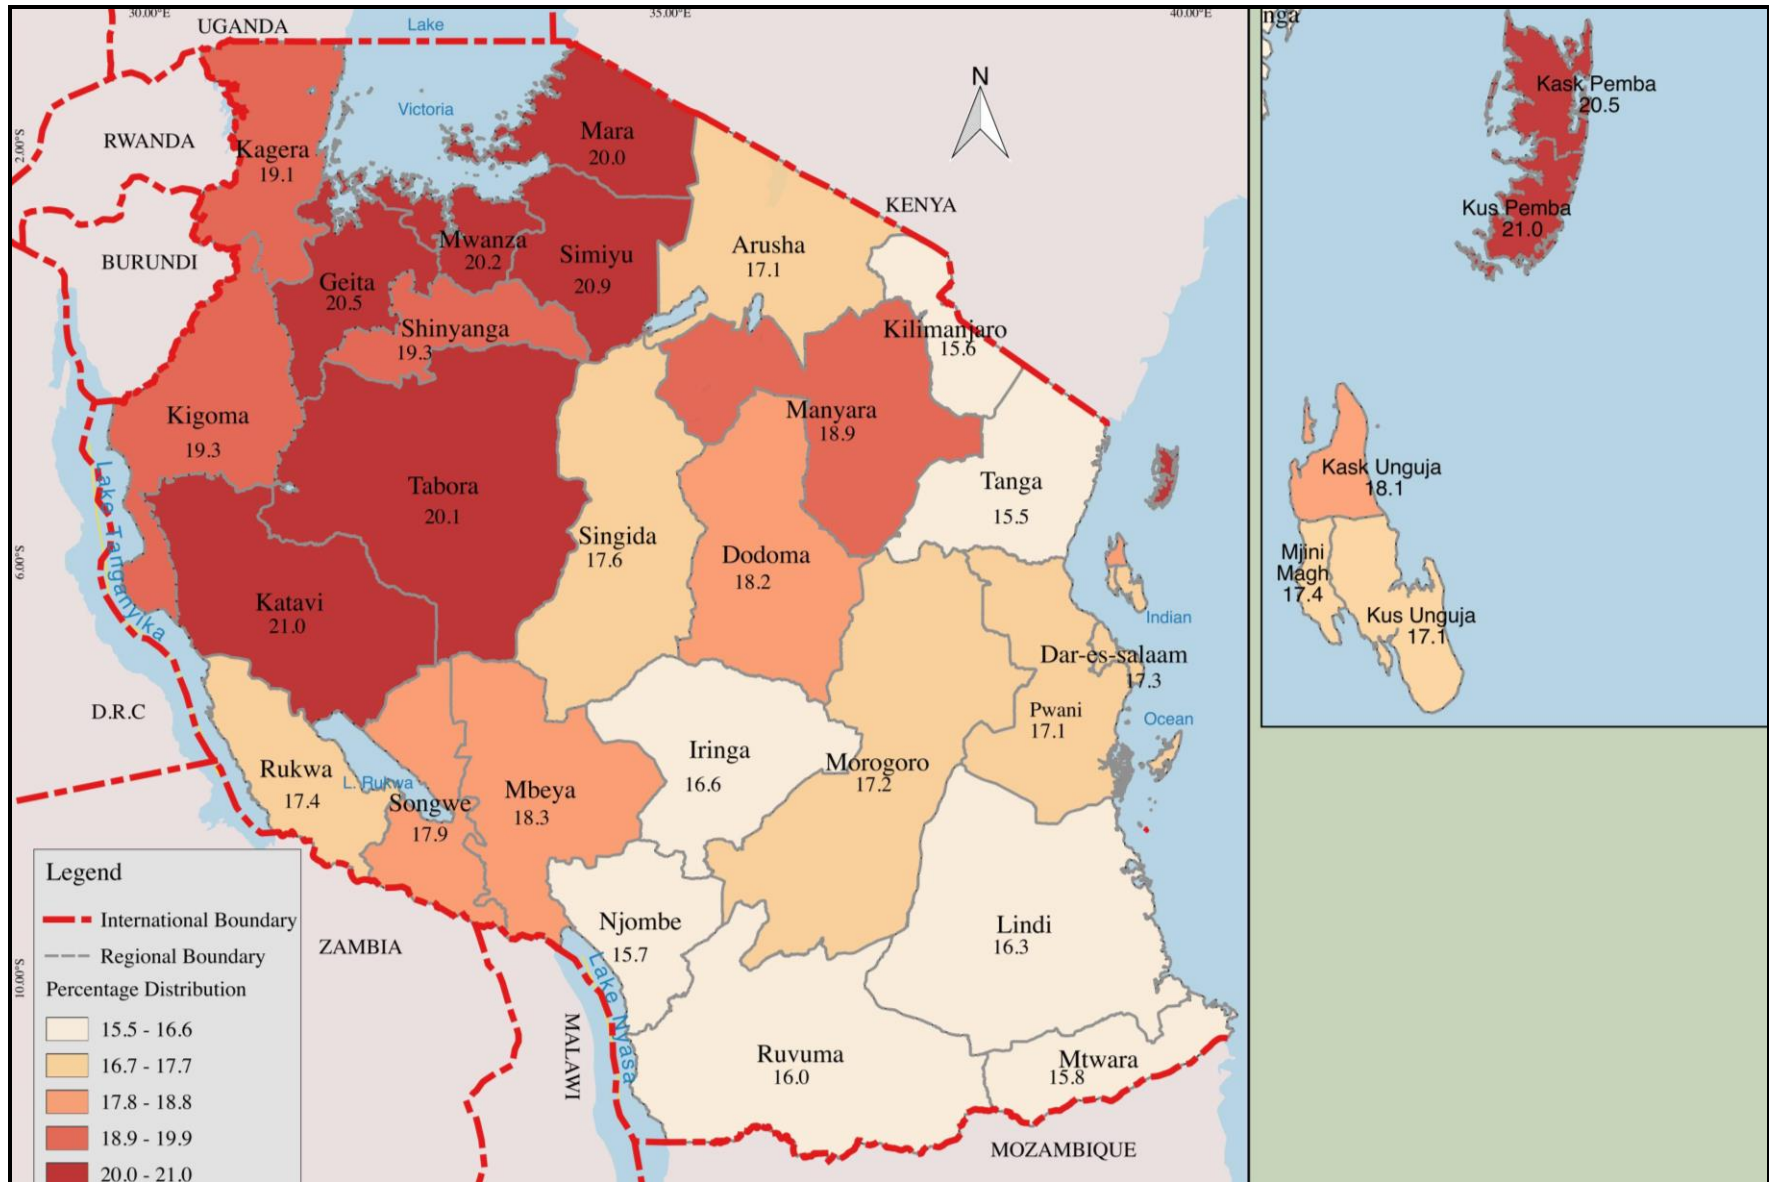 30.00°E
35.00°E
40.00°E
2.00°S
6.00°S
10.00°S
UGANDA
Lake
Victoria
RWANDA
BURUNDI
KENYA
D.R.C
ZAMBIA
MALAWI
MOZAMBIQUE
N
Kagera
19.1
Mara
20.0
Mwanza
20.2
Simiyu
20.9
Geita
20.5
Shinyanga
19.3
Arusha
17.1
Kilimanjaro
15.6
Kigoma
19.3
Manyara
18.9
Tabora
20.1
Tanga
15.5
Singida
17.6
Dodoma
18.2
Katavi
21.0
Lake Tanganyika
Indian
Dar-es-salaam
17.3
Pwani
17.1
Ocean
Rukwa
17.4
L. Rukwa
Songwe
17.9
Mbeya
18.3
Iringa
16.6
Morogoro
17.2
Njombe
15.7
Lindi
16.3
Lake Nyasa
Ruvuma
16.0
Mtwara
15.8
Legend
International Boundary
Regional Boundary
Percentage Distribution
15.5 - 16.6
16.7 - 17.7
17.8 - 18.8
18.9 - 19.9
20.0 - 21.0
nga
Kask Pemba
20.5
Kus Pemba
21.0
Kask Unguja
18.1
Mjini
Magh
17.4
Kus Unguja
17.1